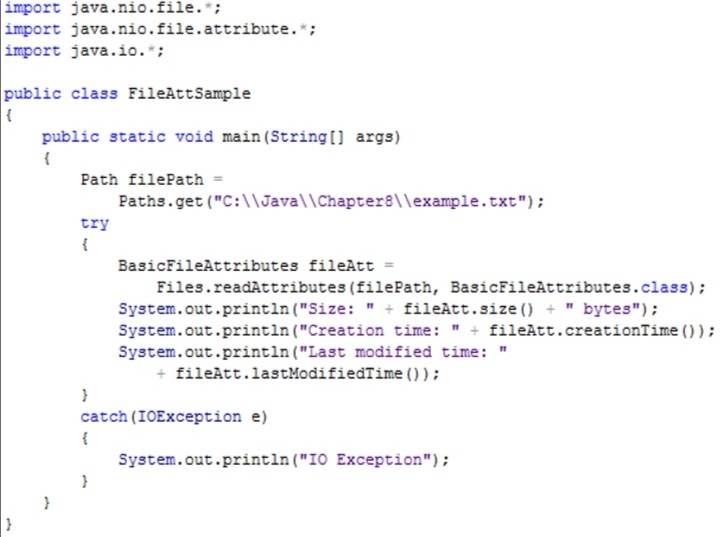 import java.nio.file.*;
import java.nio.file.attribute.*;
import java.io.*;

public class FileAttSample
{
    public static void main(String[] args)
    {
        Path filePath =
            Paths.get("C:\\Java\\Chapter8\\example.txt");
        try
        {
            BasicFileAttributes fileAtt =
                Files.readAttributes(filePath, BasicFileAttributes.class);
            System.out.println("Size: " + fileAtt.size() + " bytes");
            System.out.println("Creation time: " + fileAtt.creationTime());
            System.out.println("Last modified time: "
                + fileAtt.lastModifiedTime());
        }
        catch(IOException e)
        {
            System.out.println("IO Exception");
        }
    }
}